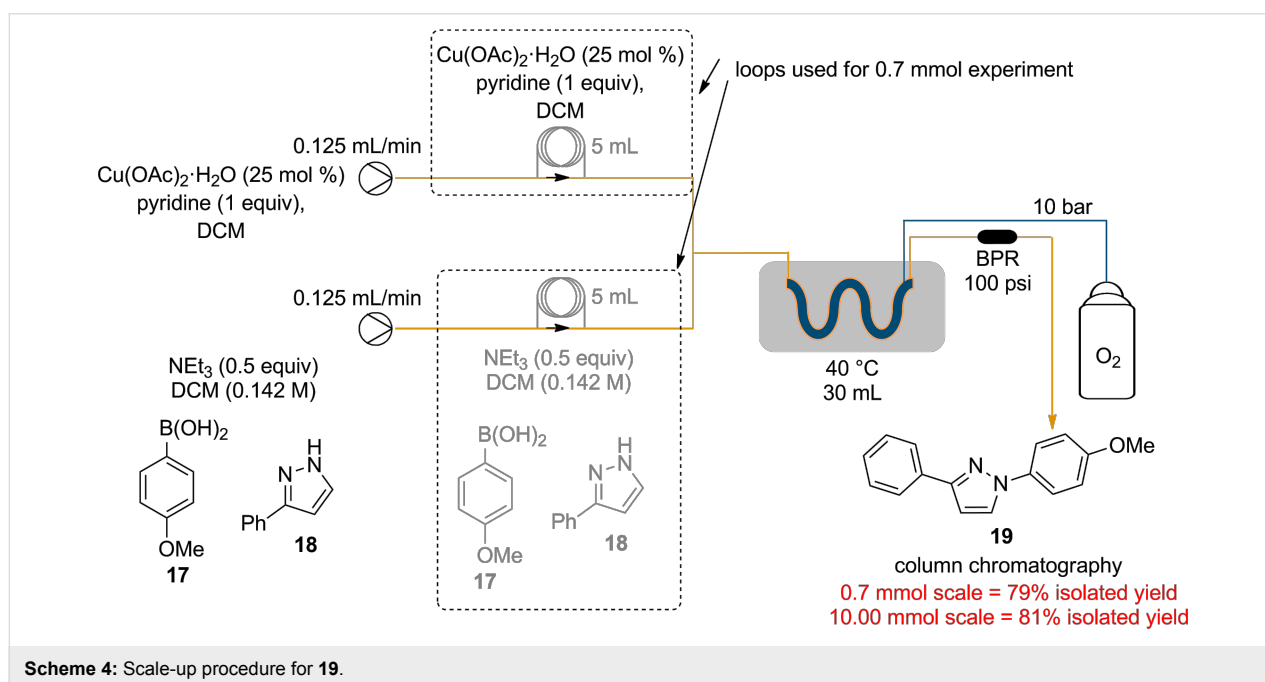 Cu(OAc)₂·H₂O (25 mol %)
pyridine (1 equiv),
DCM
loops used for 0.7 mmol experiment
0.125 mL/min
5 mL
Cu(OAc)₂·H₂O (25 mol %)
pyridine (1 equiv),
DCM
10 bar
BPR
100 psi
0.125 mL/min
5 mL
O₂
40 °C
30 mL
NEt₃ (0.5 equiv)
DCM (0.142 M)
NEt₃ (0.5 equiv)
DCM (0.142 M)
B(OH)₂
OMe
17
H
N
N
Ph
18
B(OH)₂
OMe
17
H
N
N
Ph
18
OMe
N
N
19
column chromatography
0.7 mmol scale = 79% isolated yield
10.00 mmol scale = 81% isolated yield
Scheme 4: Scale-up procedure for 19.